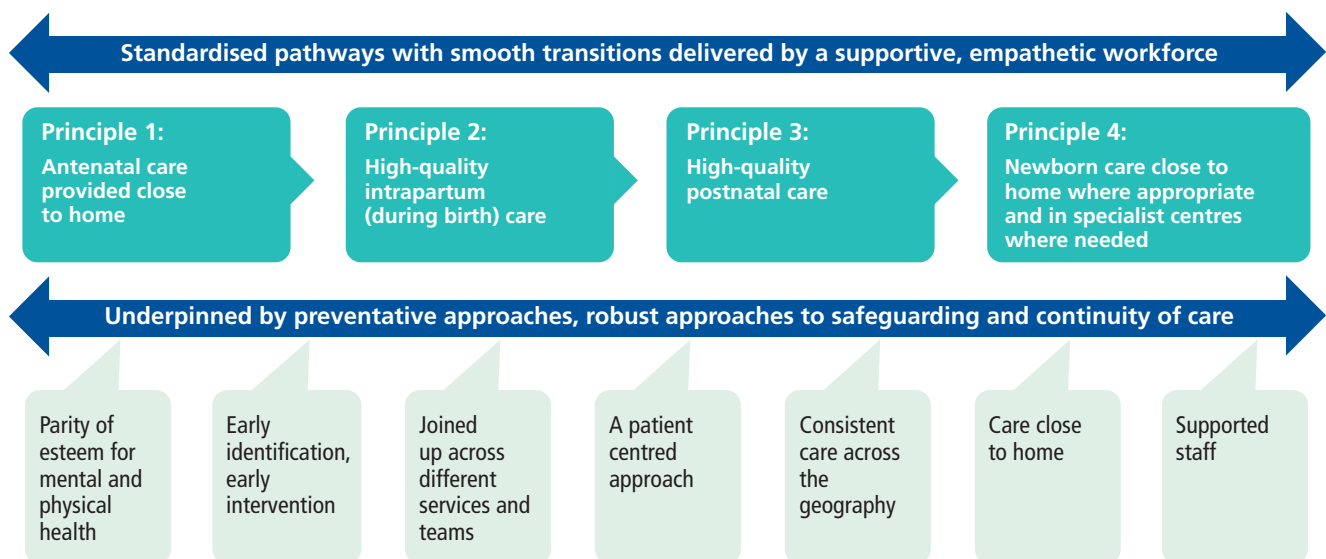 Standardised pathways with smooth transitions delivered by a supportive, empathetic workforce
Principle 1:
Antenatal care
provided close
to home
Principle 2:
High-quality
intrapartum
(during birth) care
Principle 3:
High-quality
postnatal care
Principle 4:
Newborn care close to
home where appropriate
and in specialist centres
where needed
Underpinned by preventative approaches, robust approaches to safeguarding and continuity of care
Parity of
esteem for
mental and
physical
health
Early
identification,
early
intervention
Joined
up across
different
services and
teams
A patient
centred
approach
Consistent
care across
the
geography
Care close
to home
Supported
staff